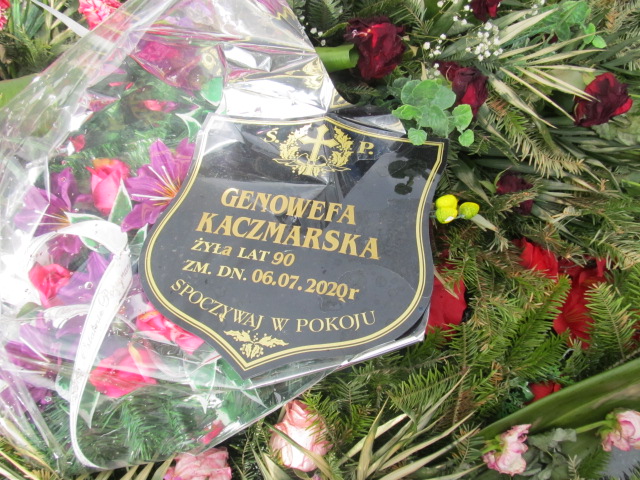 Ś. P.
GENOWEFA
KACZMARSKA
ŻYŁA LAT 90
ZM. DN. 06.07.2020r
SPOCZYWAJ W POKOJU